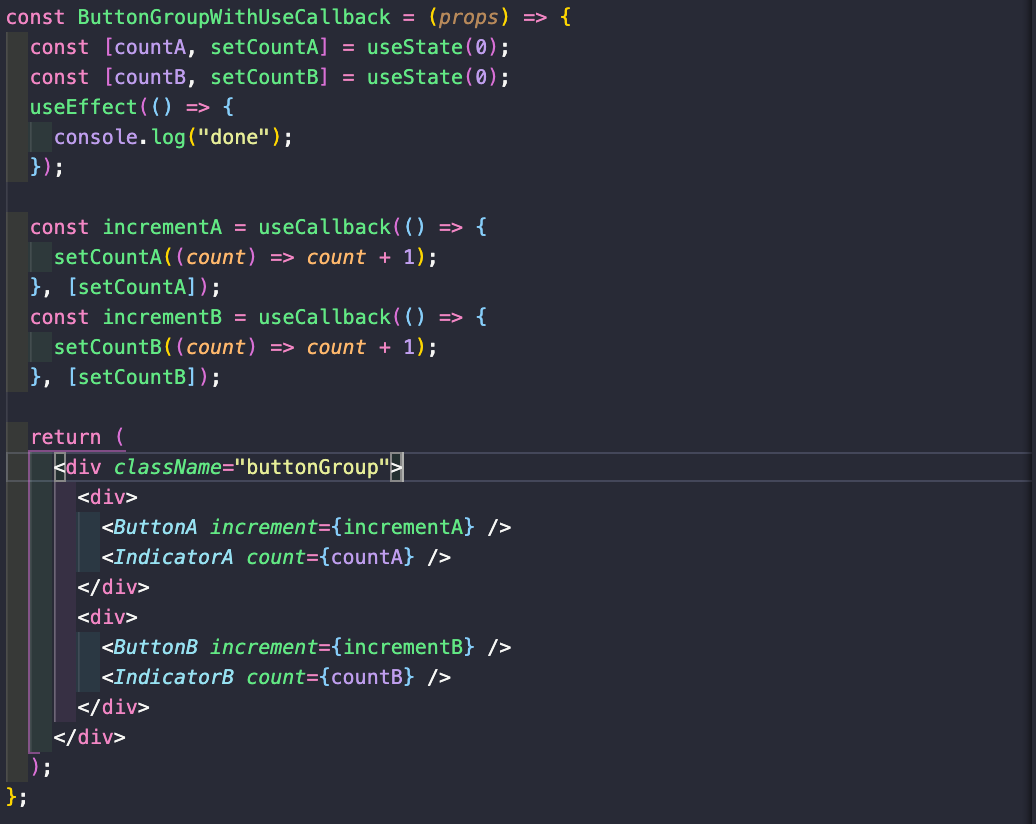 const ButtonGroupWithUseCallback = (props) => {
  const [countA, setCountA] = useState(0);
  const [countB, setCountB] = useState(0);
  useEffect(() => {
    console.log("done");
  });

  const incrementA = useCallback(() => {
    setCountA((count) => count + 1);
  }, [setCountA]);
  const incrementB = useCallback(() => {
    setCountB((count) => count + 1);
  }, [setCountB]);

  return (
    <div className="buttonGroup">
      <div>
        <ButtonA increment={incrementA} />
        <IndicatorA count={countA} />
      </div>
      <div>
        <ButtonB increment={incrementB} />
        <IndicatorB count={countB} />
      </div>
    </div>
  );
};